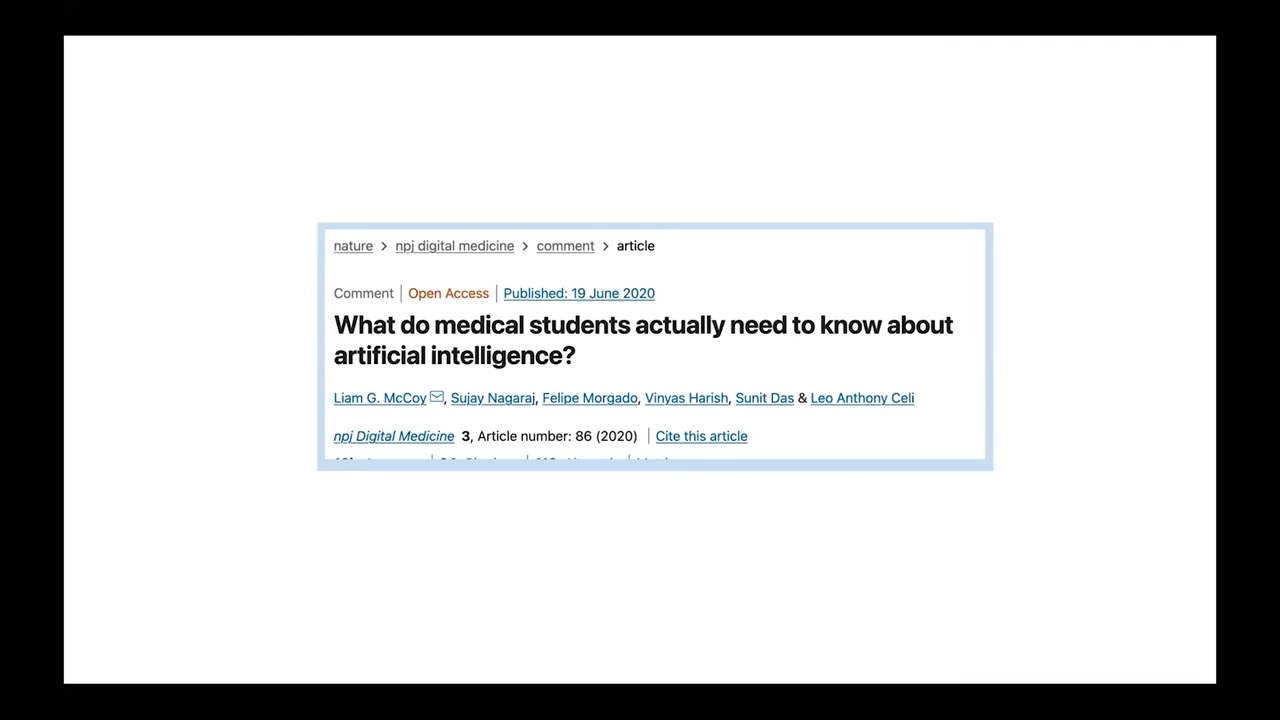 nature > npj digital medicine > comment > article
Comment | Open Access | Published: 19 June 2020
What do medical students actually need to know about
artificial intelligence?
Liam G. McCoy, Sujay Nagaraj, Felipe Morgado, Vinyas Harish, Sunit Das & Leo Anthony Celi
npj Digital Medicine 3, Article number: 86 (2020) | Cite this article